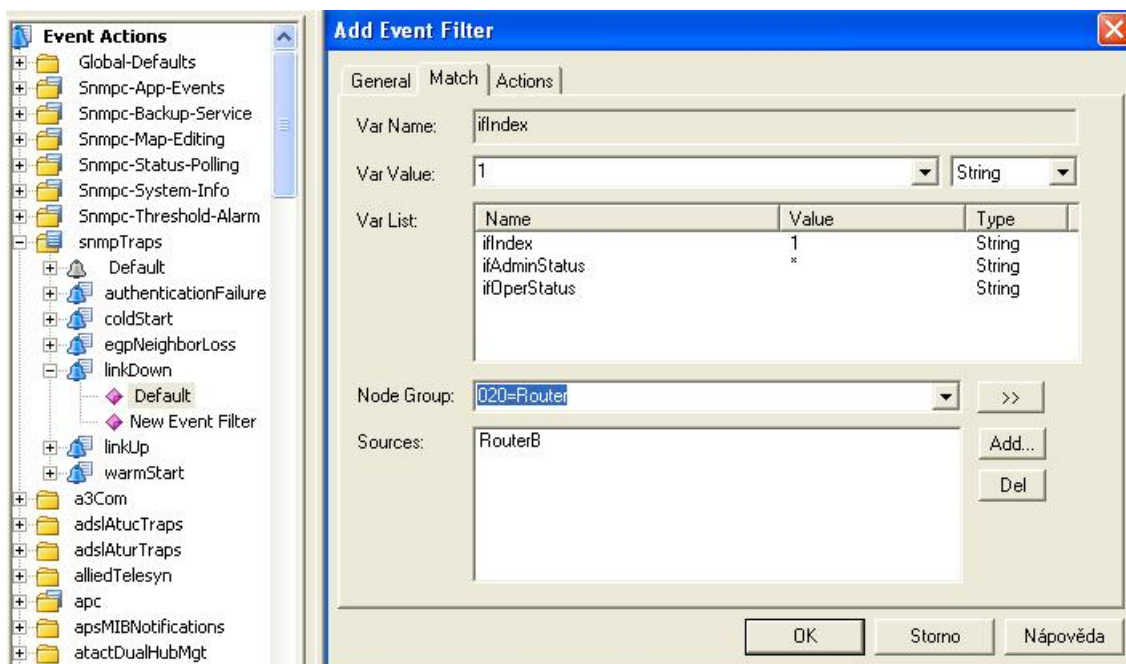 Event Actions
Global-Defaults
Snmpc-App-Events
Snmpc-Backup-Service
Snmpc-Map-Editing
Snmpc-Status-Polling
Snmpc-System-Info
Snmpc-Threshold-Alarm
snmpTraps
Default
authenticationFailure
coldStart
egpNeighborLoss
linkDown
Default
New Event Filter
linkUp
warmStart
a3Com
adslAtucTraps
adslAturTraps
alliedTelesyn
apc
apsMIBNotifications
atactDualHubMgt
Add Event Filter
General Match Actions
Var Name: ifIndex
Var Value: 1 String
Var List: Name Value Type
ifIndex 1 String
ifAdminStatus * String
ifOperStatus String
Node Group: 020=Router >>
Sources: RouterB Add...
Del
OK Storno Nápověda